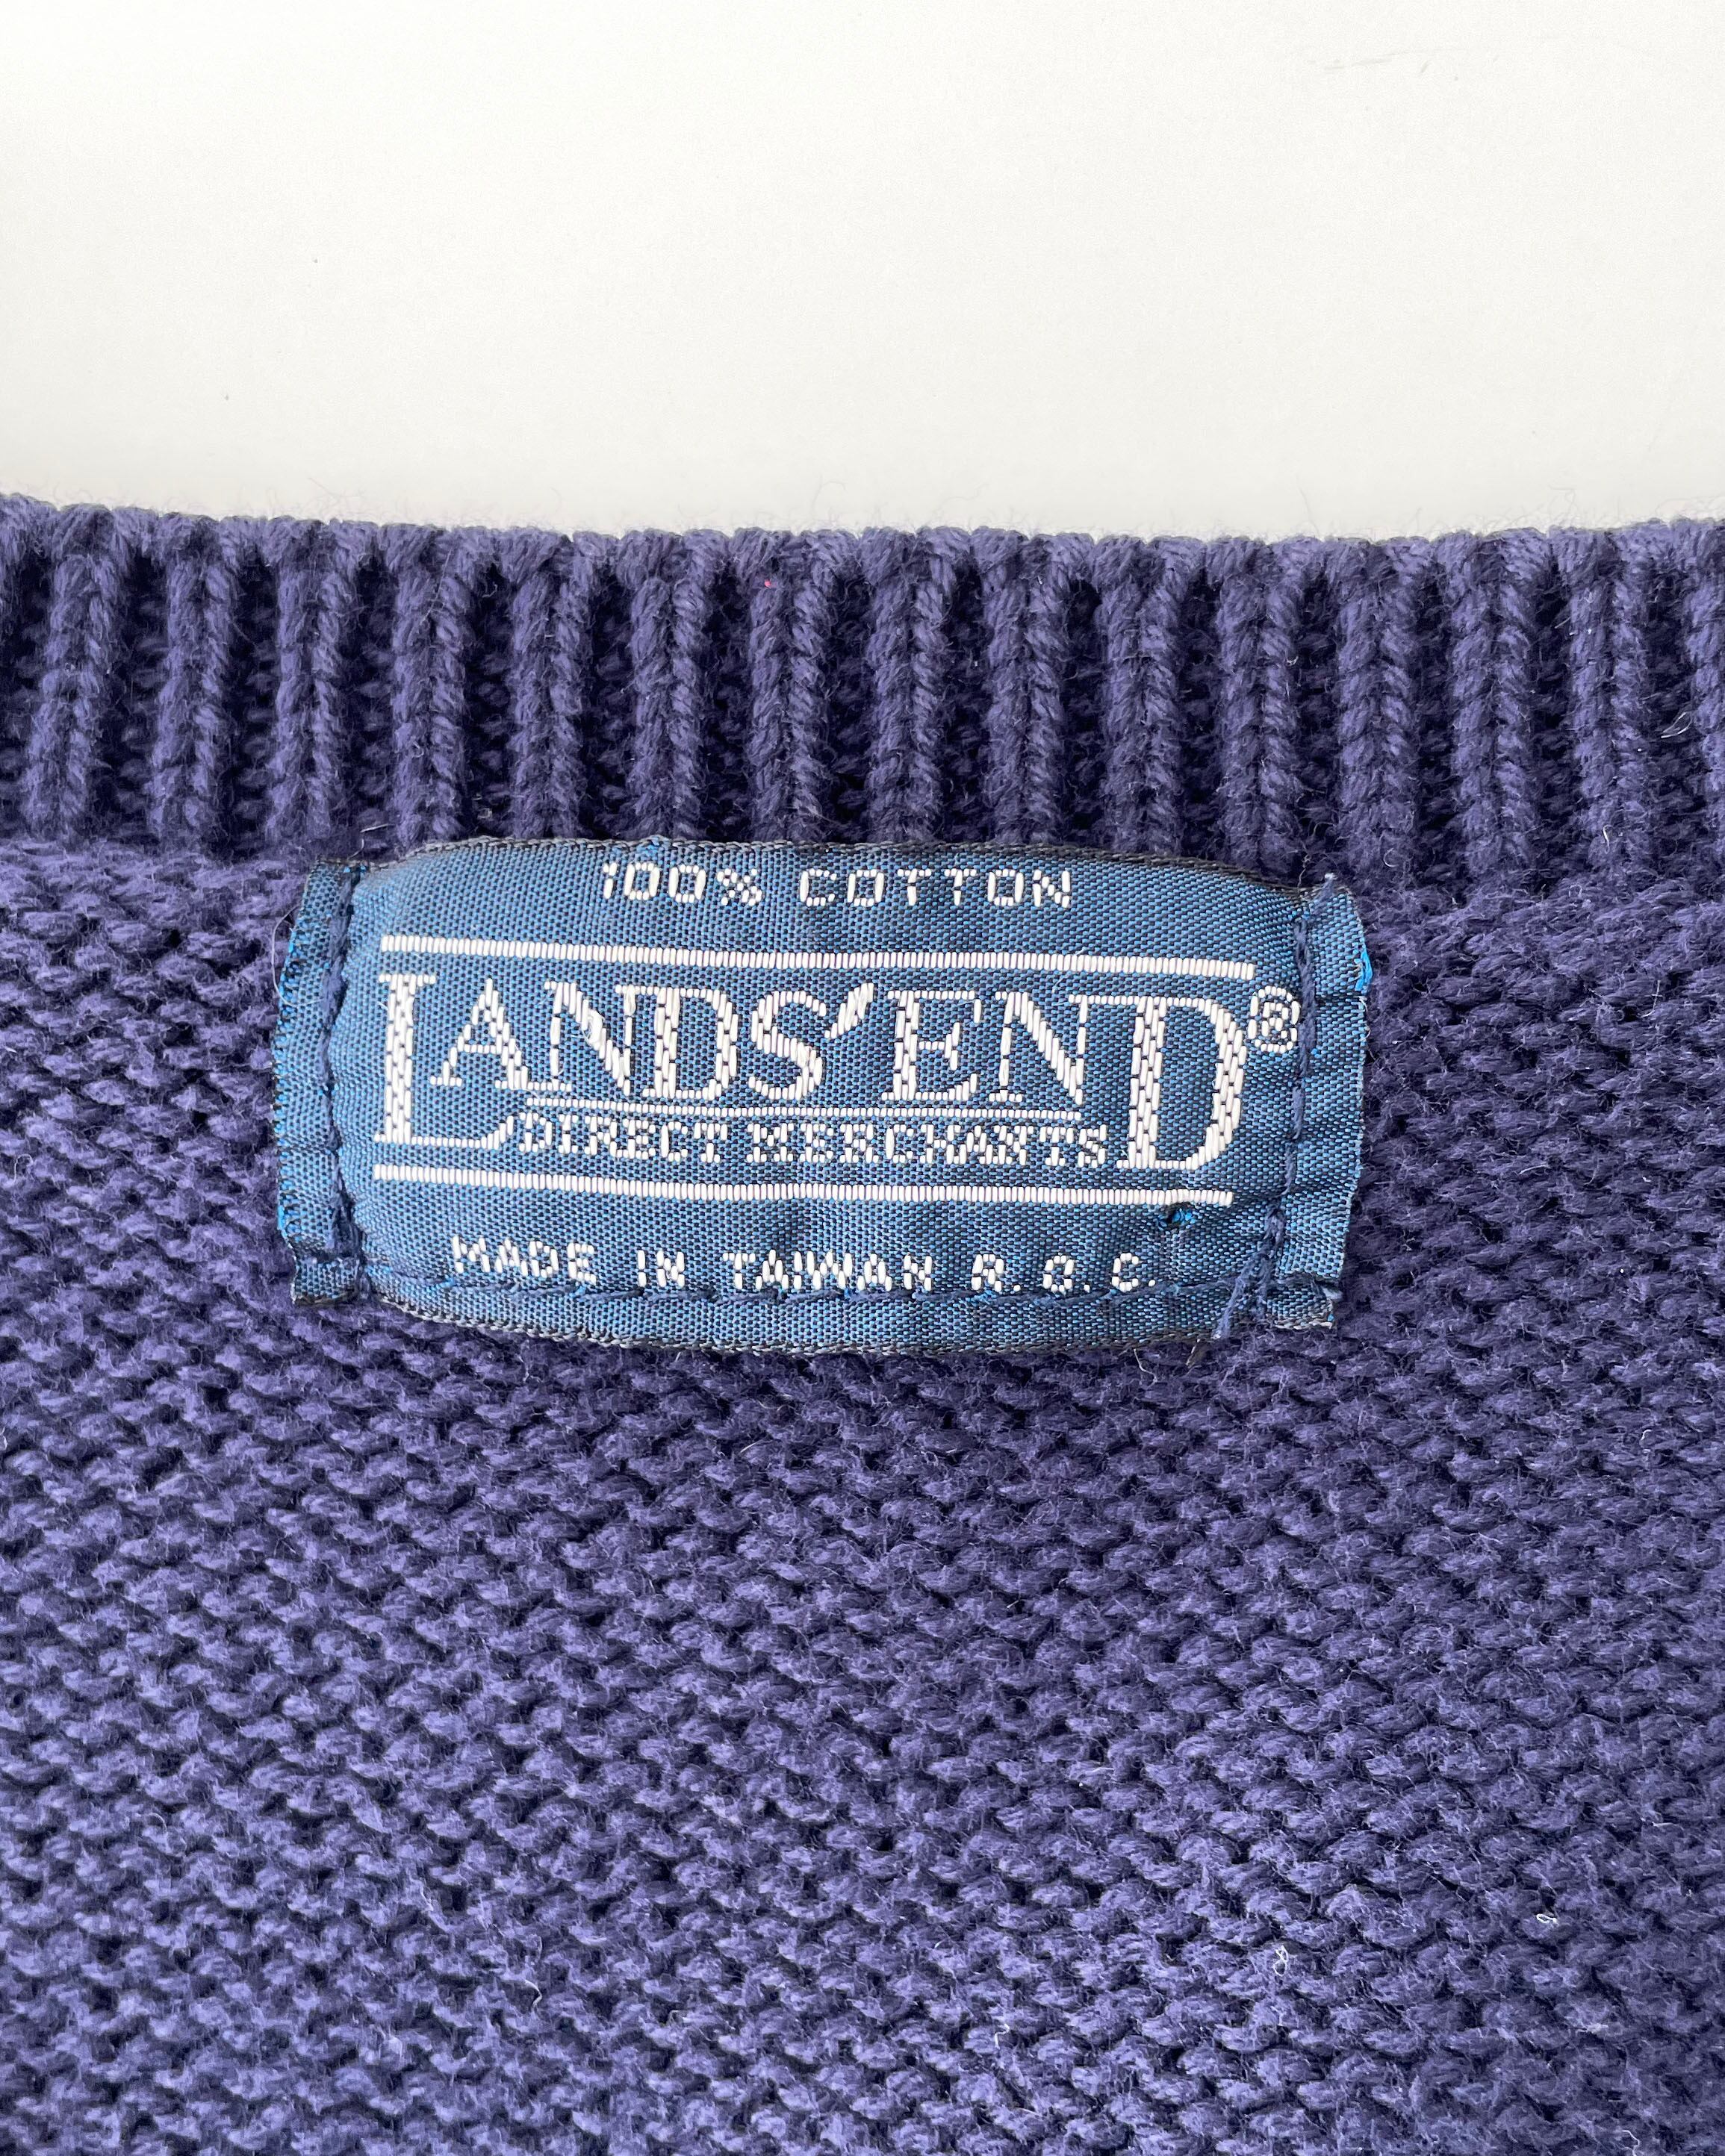 100% COTTON
LANDS' END®
DIRECT MERCHANTS
MADE IN TAIWAN R.O.C.